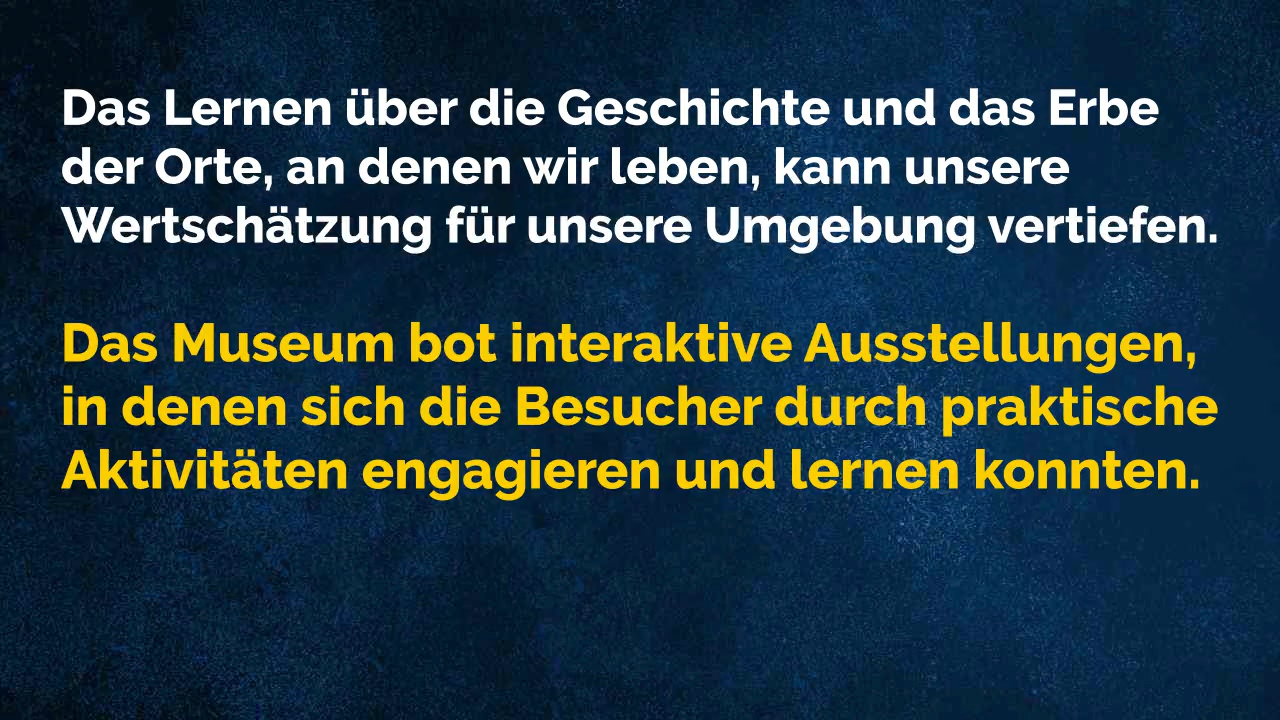 Das Lernen über die Geschichte und das Erbe
der Orte, an denen wir leben, kann unsere
Wertschätzung für unsere Umgebung vertiefen.
Das Museum bot interaktive Ausstellungen,
in denen sich die Besucher durch praktische
Aktivitäten engagieren und lernen konnten.